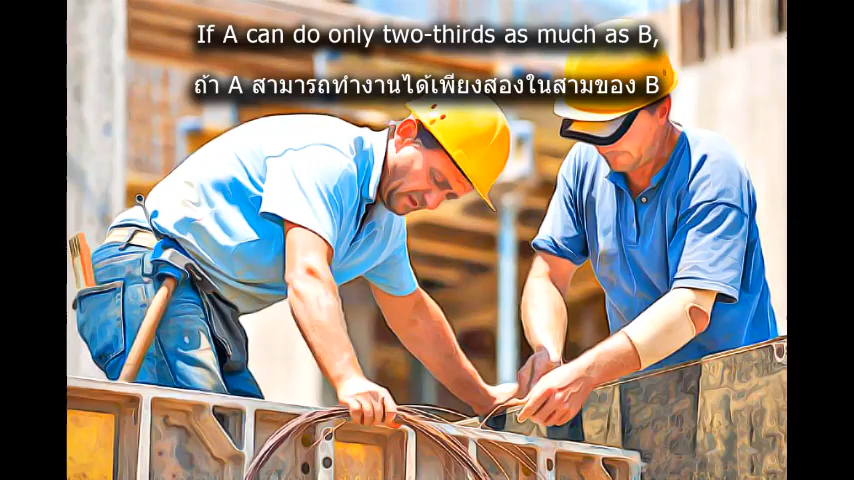 If A can do only two-thirds as much as B,
ถ้า A สามารถทำงานได้เพียงสองในสามของ B